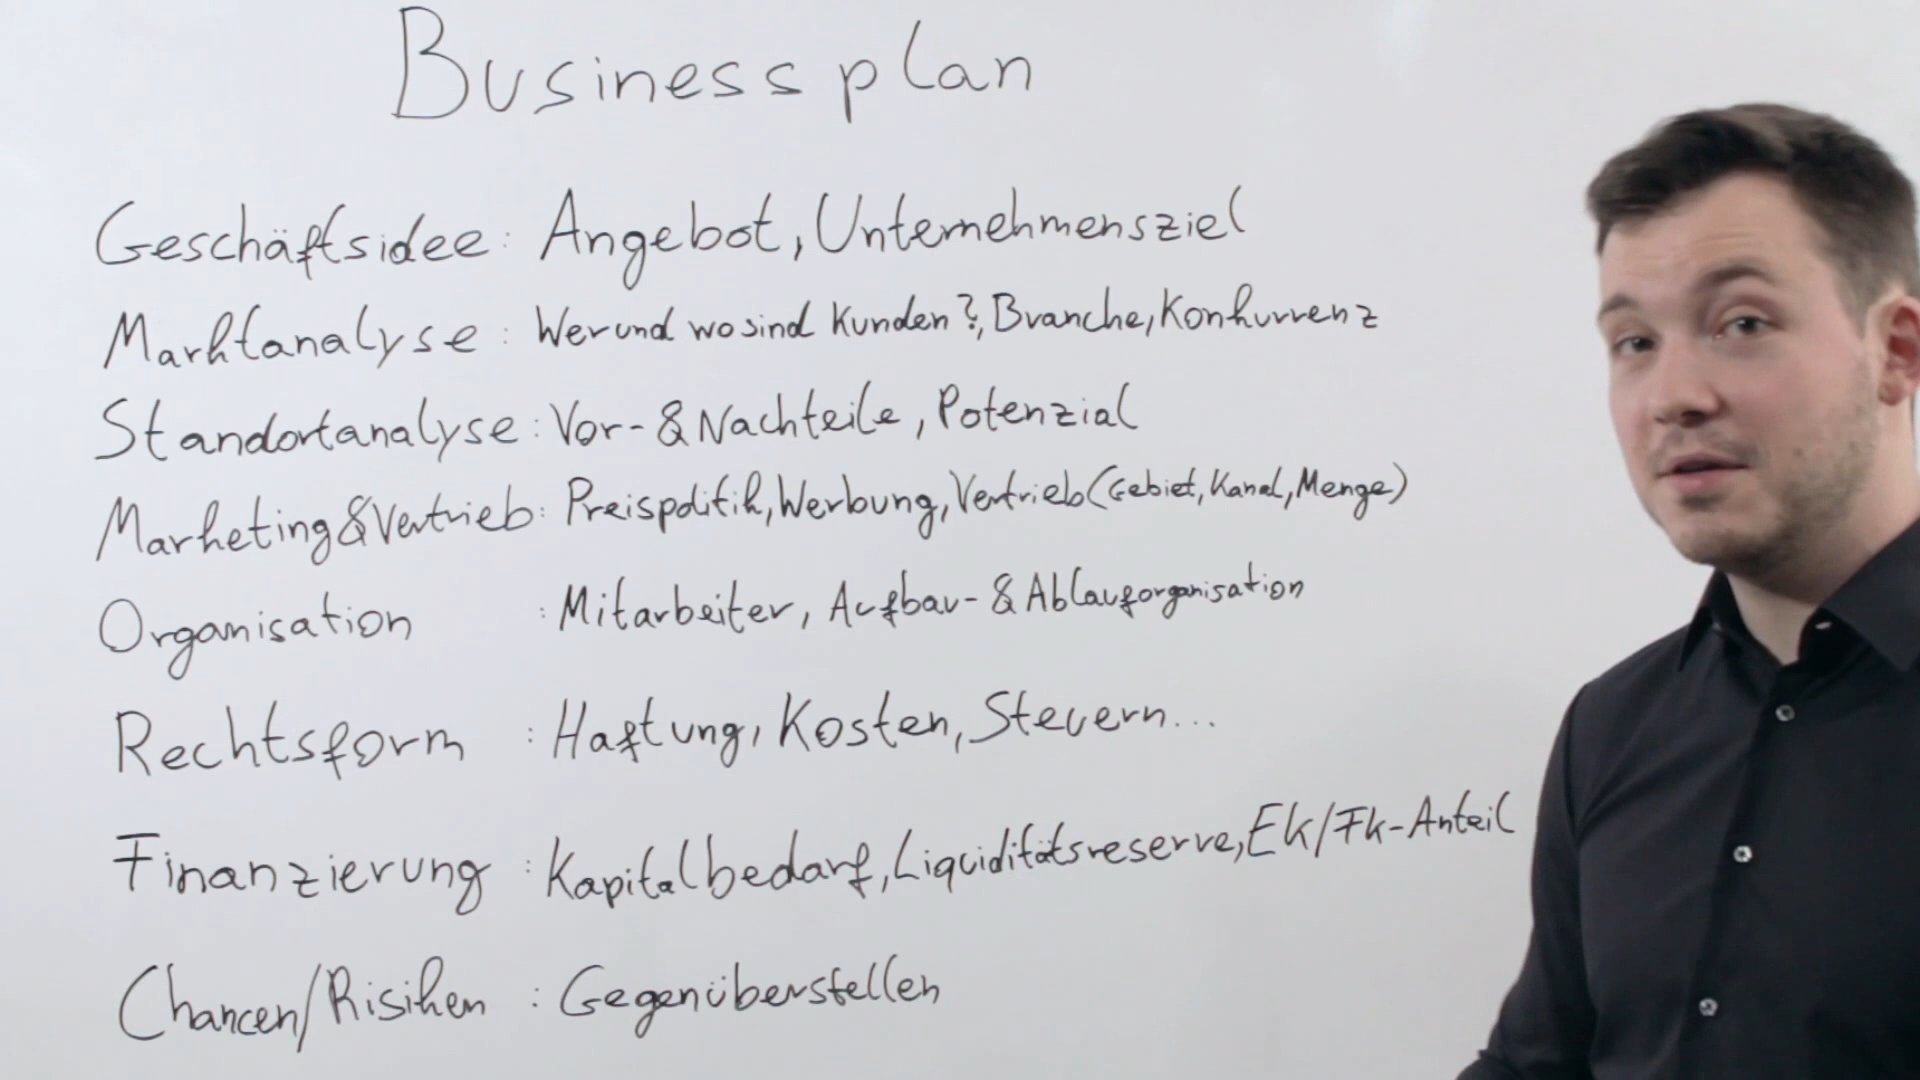 Businessplan
Geschäftsidee: Angebot, Unternehmensziel
Marktanalyse: Wer und wo sind Kunden?, Branche, Konkurrenz
Standortanalyse: Vor- & Nachteile, Potenzial
Marketing & Vertrieb: Preispolitik, Werbung, Vertrieb (Gebiet, Kanal, Menge)
Organisation : Mitarbeiter, Aufbau- & Ablauforganisation
Rechtsform : Haftung, Kosten, Steuern...
Finanzierung : Kapitalbedarf, Liquiditätsreserve, EK/FK-Anteil
Chancen/Risiken : Gegenüberstellen